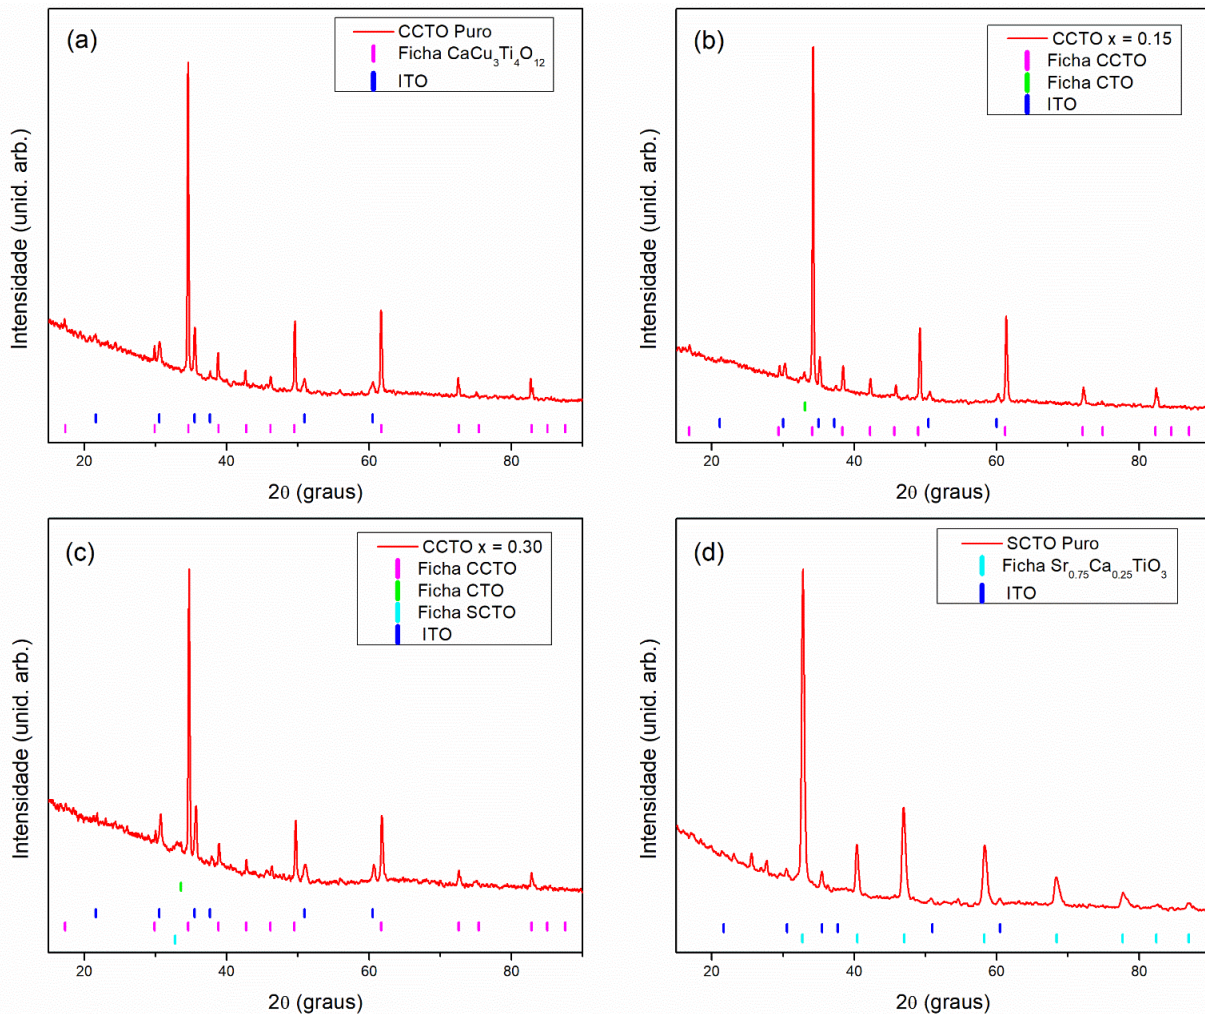 (a)
CCTO Puro
Ficha CaCu₃Ti₄O₁₂
ITO
Intensidade (unid. arb.)
20 40 60 80
2θ (graus)
(b)
CCTO x = 0.15
Ficha CCTO
Ficha CTO
ITO
Intensidade (unid. arb.)
20 40 60 80
2θ (graus)
(c)
CCTO x = 0.30
Ficha CCTO
Ficha CTO
Ficha SCTO
ITO
Intensidade (unid. arb.)
20 40 60 80
2θ (graus)
(d)
SCTO Puro
Ficha Sr₀.₇₅Ca₀.₂₅TiO₃
ITO
Intensidade (unid. arb.)
20 40 60 80
2θ (graus)